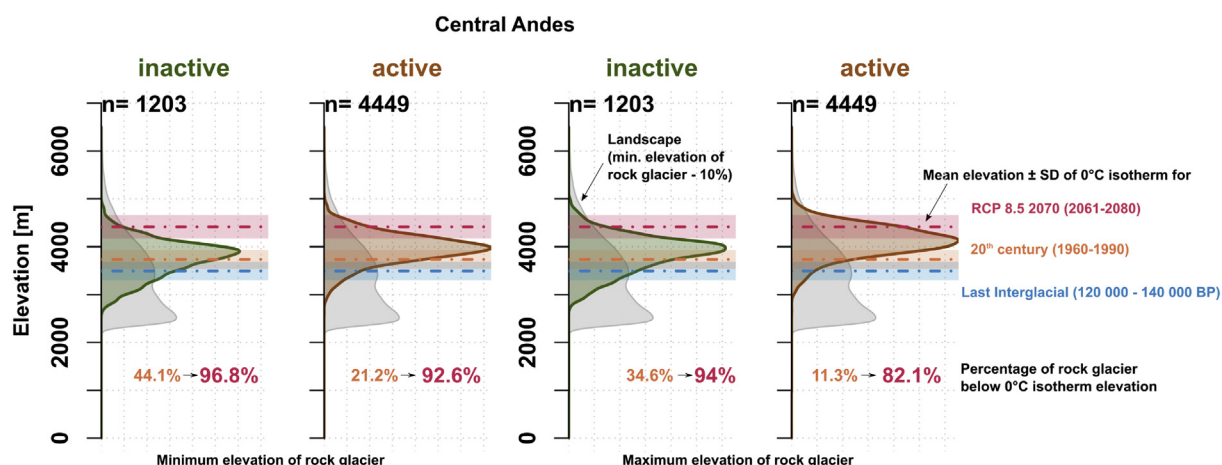 Central Andes
inactive
active
inactive
active
n= 1203
n= 4449
n= 1203
n= 4449
Elevation [m]
6000
4000
2000
0
Landscape
(min. elevation of
rock glacier - 10%)
Mean elevation ± SD of 0°C isotherm for
RCP 8.5 2070 (2061-2080)
20th century (1960-1990)
Last Interglacial (120 000 - 140 000 BP)
44.1% → 96.8%
21.2% → 92.6%
34.6% → 94%
11.3% → 82.1%
Percentage of rock glacier
below 0°C isotherm elevation
Minimum elevation of rock glacier
Maximum elevation of rock glacier